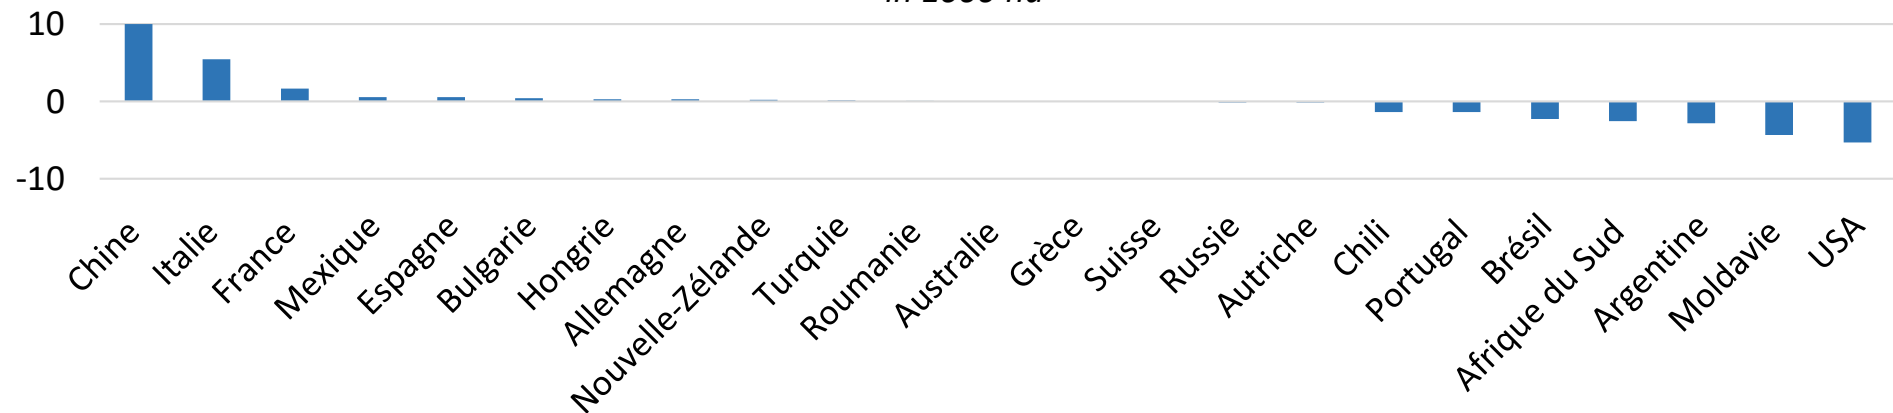 10
0
-10
Chine
Italie
France
Mexique
Espagne
Bulgarie
Hongrie
Allemagne
Nouvelle-Zélande
Turquie
Roumanie
Australie
Grèce
Suisse
Russie
Autriche
Chili
Portugal
Brésil
Afrique du Sud
Argentine
Moldavie
USA